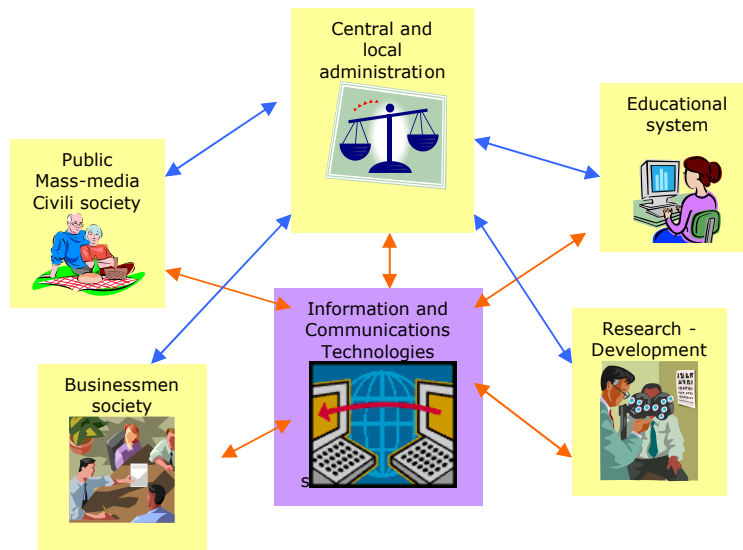 Central and
local
administration
Educational
system
Public
Mass-media
Civili society
Information and
Communications
Technologies
s
Research -
Development
Businessmen
society